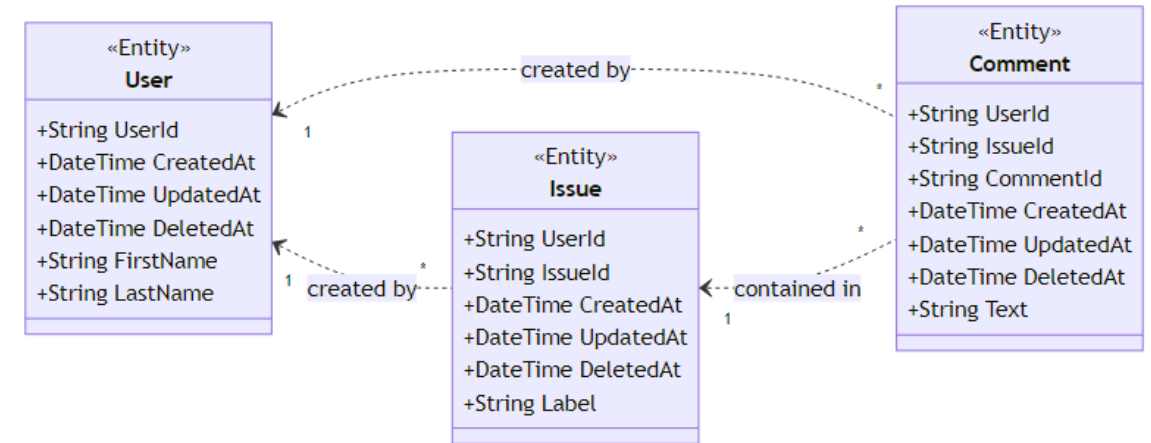 «Entity»
User
+String UserId
+DateTime CreatedAt
+DateTime UpdatedAt
+DateTime DeletedAt
+String FirstName
+String LastName
created by
*
1
created by
*
1
«Entity»
Issue
+String UserId
+String IssueId
+DateTime CreatedAt
+DateTime UpdatedAt
+DateTime DeletedAt
+String Label
contained in
*
1
«Entity»
Comment
+String UserId
+String IssueId
+String CommentId
+DateTime CreatedAt
+DateTime UpdatedAt
+DateTime DeletedAt
+String Text